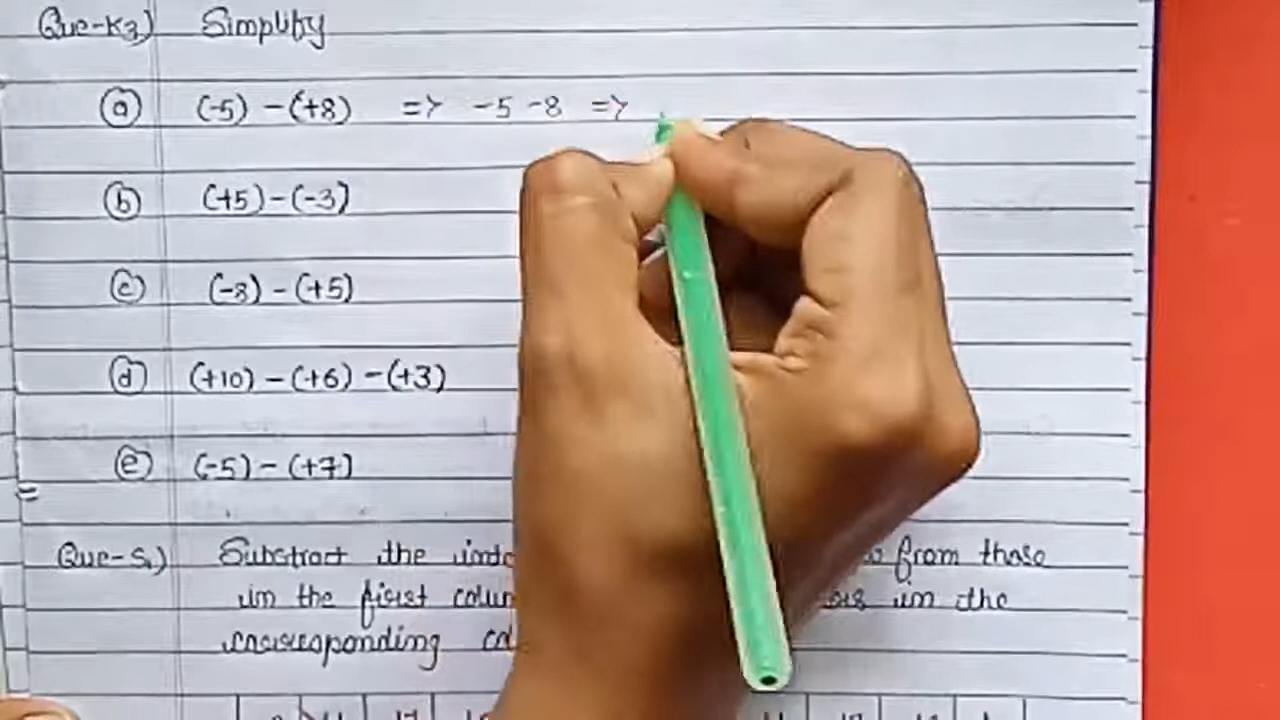 Que-K3) Simplify
(a) (-5) - (+8) => -5 -8 =>
(b) (+5) - (-3)
(c) (-8) - (+5)
(d) (+10) - (+6) - (+3)
(e) (-5) - (+7)
=
Que-S.) Substract the from those
in the first in the
corresponding